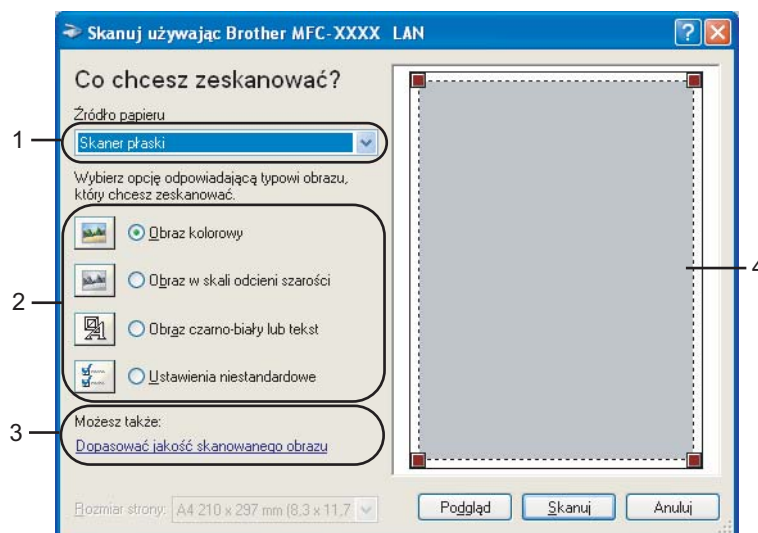 Skanuj używając Brother MFC-XXXX LAN
Co chcesz zeskanować?
Źródło papieru
1
Skaner płaski
Wybierz opcję odpowiadającą typowi obrazu,
który chcesz zeskanować.
2
Obraz kolorowy
Obraz w skali odcieni szarości
Obraz czarno-biały lub tekst
Ustawienia niestandardowe
3
Możesz także:
Dopasować jakość skanowanego obrazu
4
Rozmiar strony: A4 210 x 297 mm (8.3 x 11,7
Podgląd
Skanuj
Anuluj